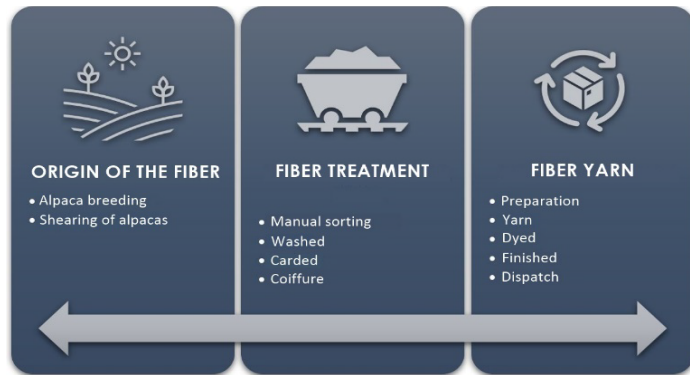 ORIGIN OF THE FIBER
• Alpaca breeding
• Shearing of alpacas
FIBER TREATMENT
• Manual sorting
• Washed
• Carded
• Coiffure
FIBER YARN
• Preparation
• Yarn
• Dyed
• Finished
• Dispatch